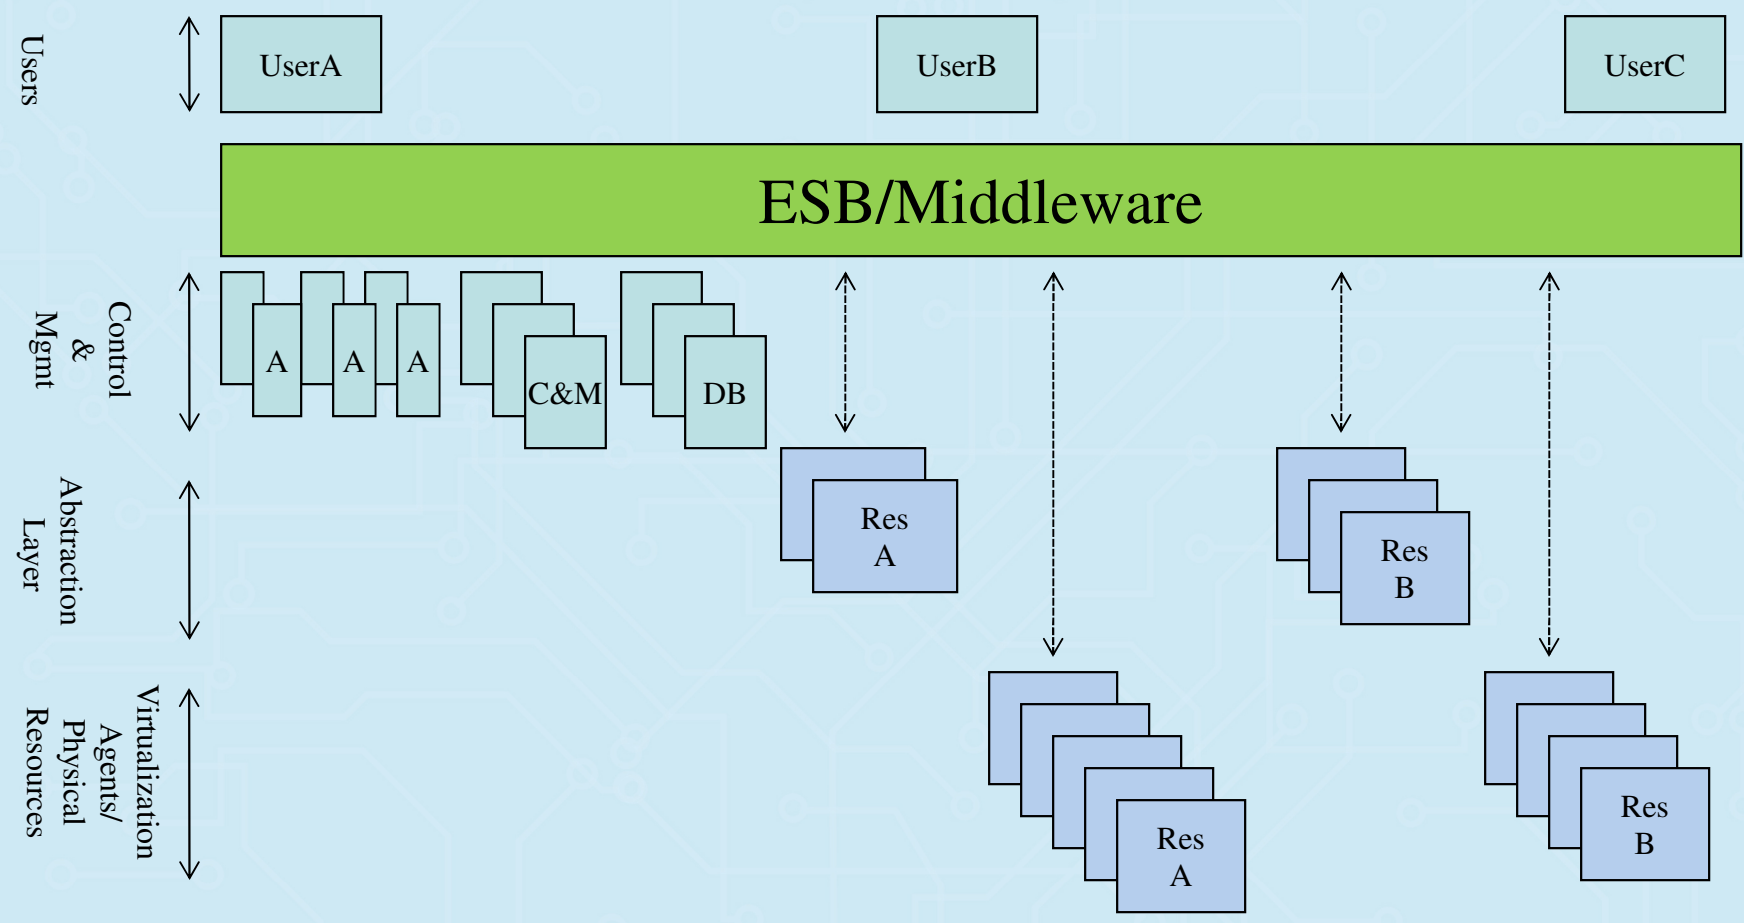 Users
UserA
UserB
UserC
ESB/Middleware
Control
&
Mgmt
A
A
A
C&M
DB
Abstraction
Layer
Res
A
Res
B
Virtualization
Agents/
Physical
Resources
Res
A
Res
B